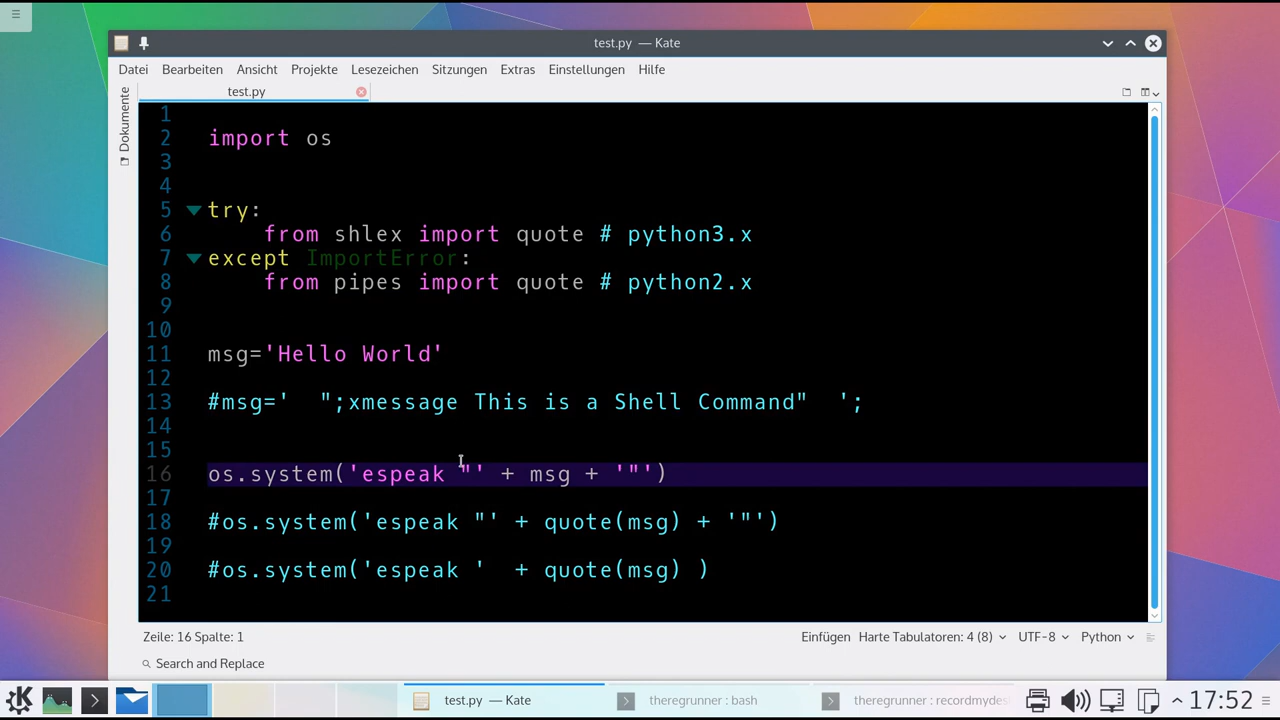 test.py — Kate
Datei Bearbeiten Ansicht Projekte Lesezeichen Sitzungen Extras Einstellungen Hilfe
test.py
Dokumente
1
2 import os
3
4
5 try:
6 from shlex import quote # python3.x
7 except ImportError:
8 from pipes import quote # python2.x
9
10
11 msg='Hello World'
12
13 #msg='  ";xmessage This is a Shell Command"  ';
14
15
16 os.system('espeak "' + msg + '"')
17
18 #os.system('espeak "' + quote(msg) + '"')
19
20 #os.system('espeak '  + quote(msg) )
21
Zeile: 16 Spalte: 1 Einfügen Harte Tabulatoren: 4 (8) UTF-8 Python
Search and Replace
test.py — Kate theregrunner : bash theregrunner : recordmydes 17:52